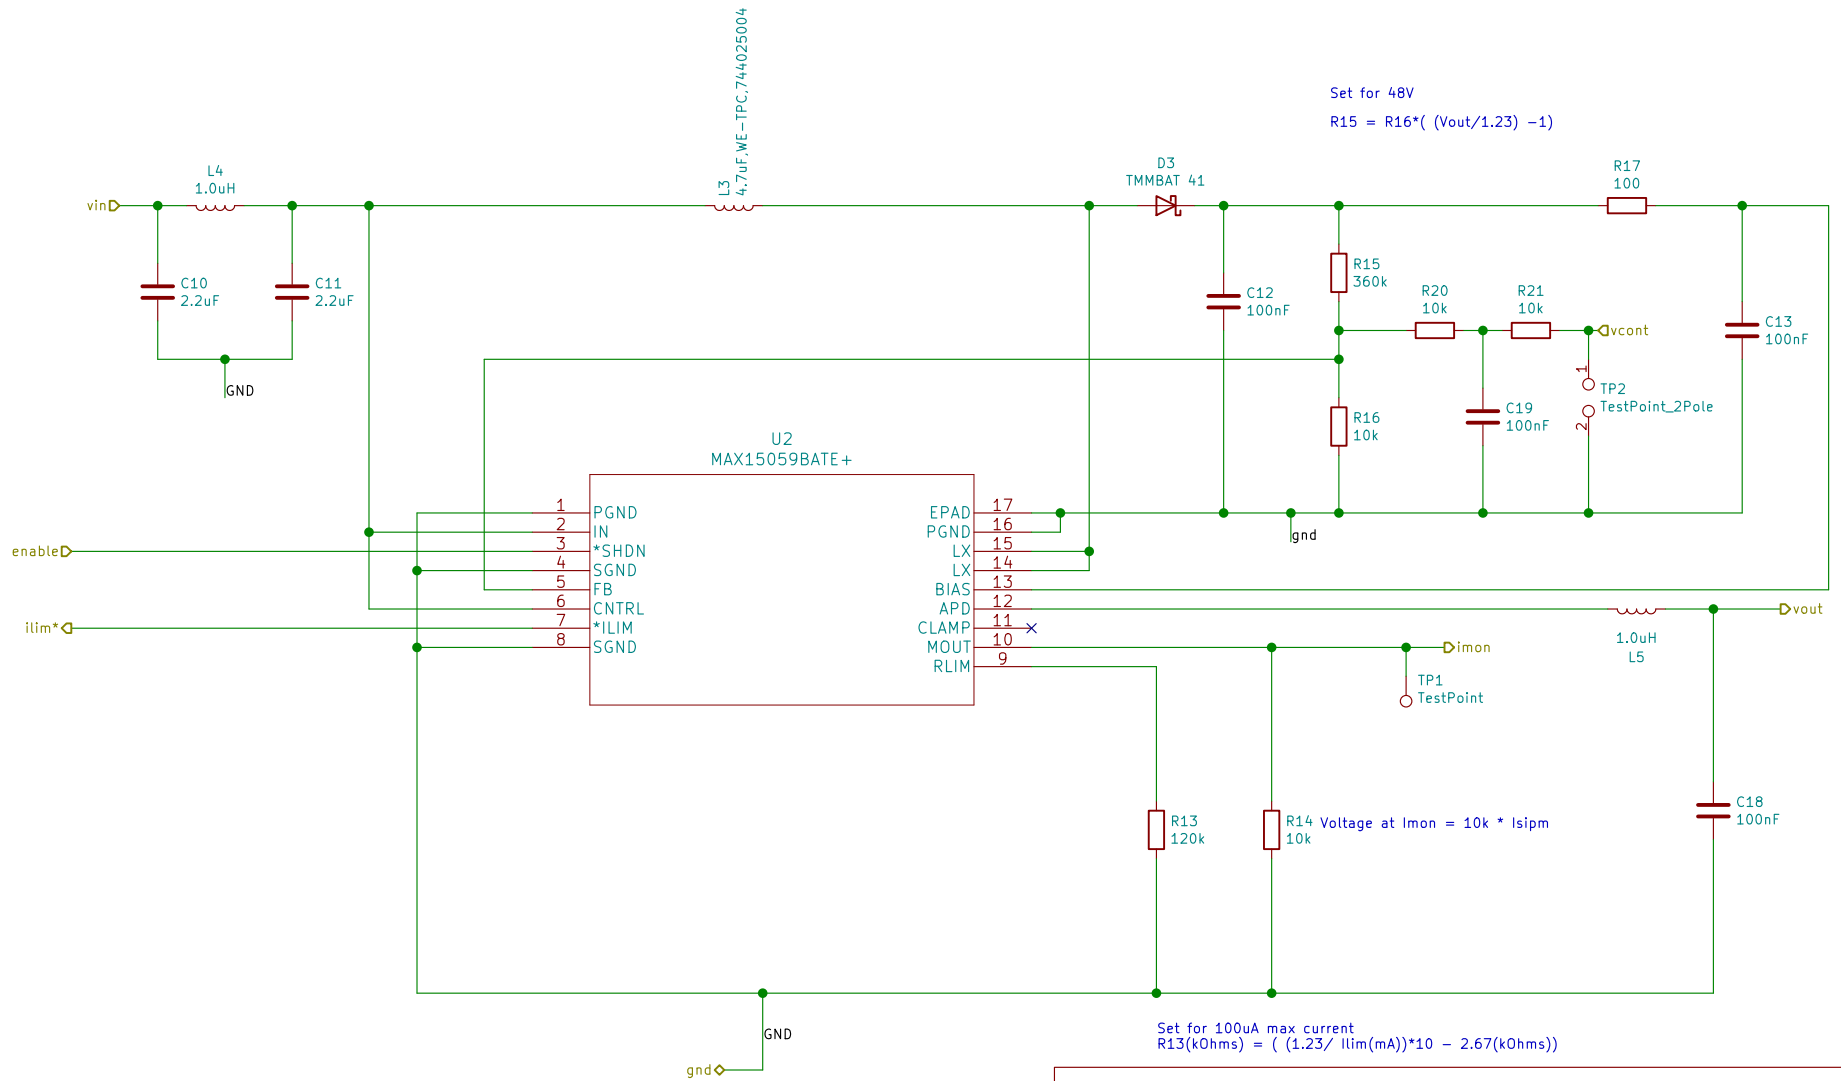 4.7uF,WE-TPC,744025004
L3
Set for 48V
R15 = R16*( (Vout/1.23) -1)
L4
1.0uH
D3
TMMBAT 41
R17
100
vin
C10
2.2uF
C11
2.2uF
GND
C12
100nF
R15
360k
R20
10k
R21
10k
vcont
C13
100nF
1
TP2
TestPoint_2Pole
2
R16
10k
C19
100nF
U2
MAX15059BATE+
enable
ilim*
1 PGND
2 IN
3 *SHDN
4 SGND
5 FB
6 CNTRL
7 *ILIM
8 SGND
EPAD 17
PGND 16
LX 15
LX 14
BIAS 13
APD 12
CLAMP 11
MOUT 10
RLIM 9
gnd
vout
1.0uH
L5
imon
TP1
TestPoint
R13
120k
R14
10k
Voltage at Imon = 10k * Isipm
C18
100nF
GND
gnd
Set for 100uA max current
R13(kOhms) = ( (1.23/ Ilim(mA))*10 - 2.67(kOhms))